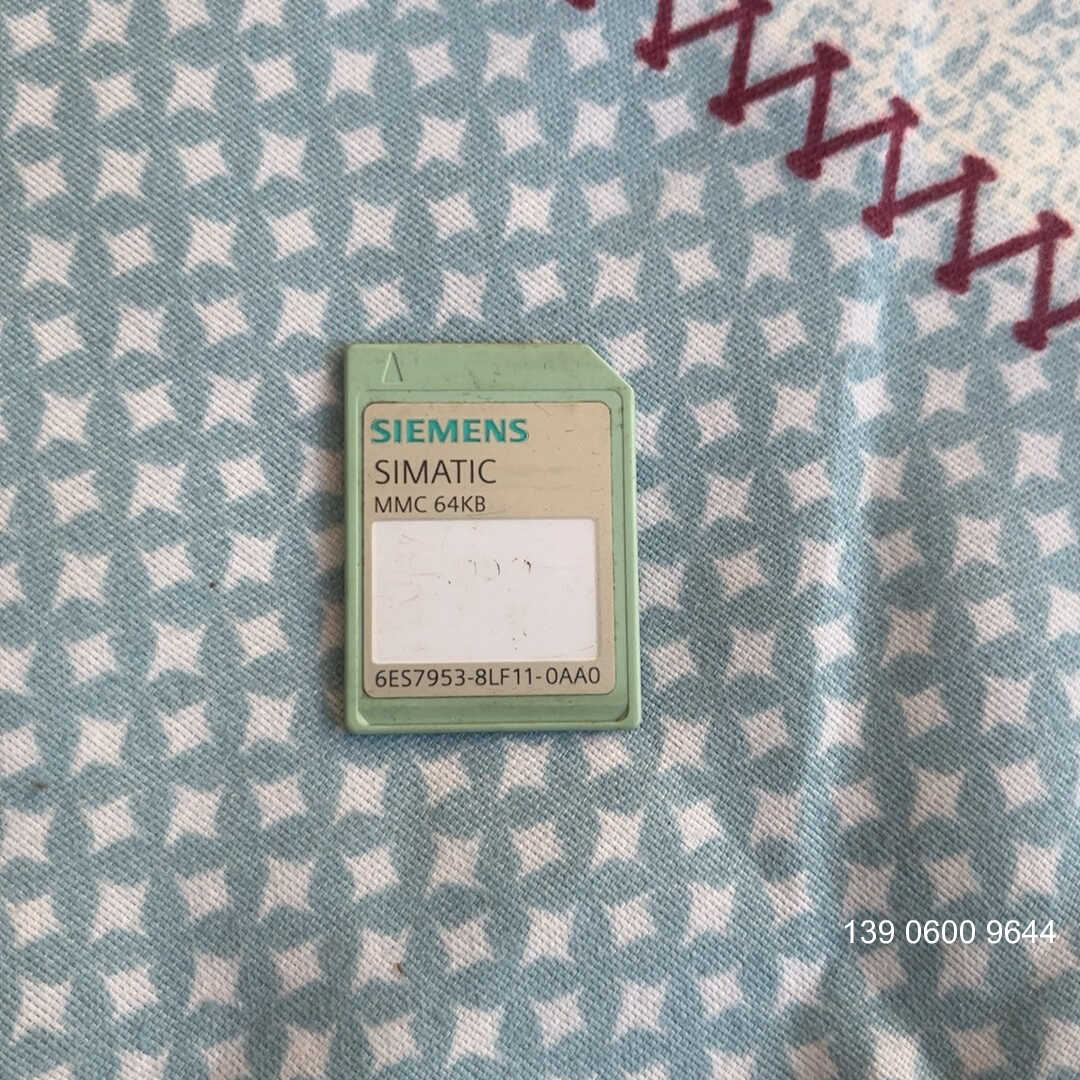 SIEMENS
SIMATIC
MMC 64KB
6ES7953-8LF11-0AA0
139 0600 9644